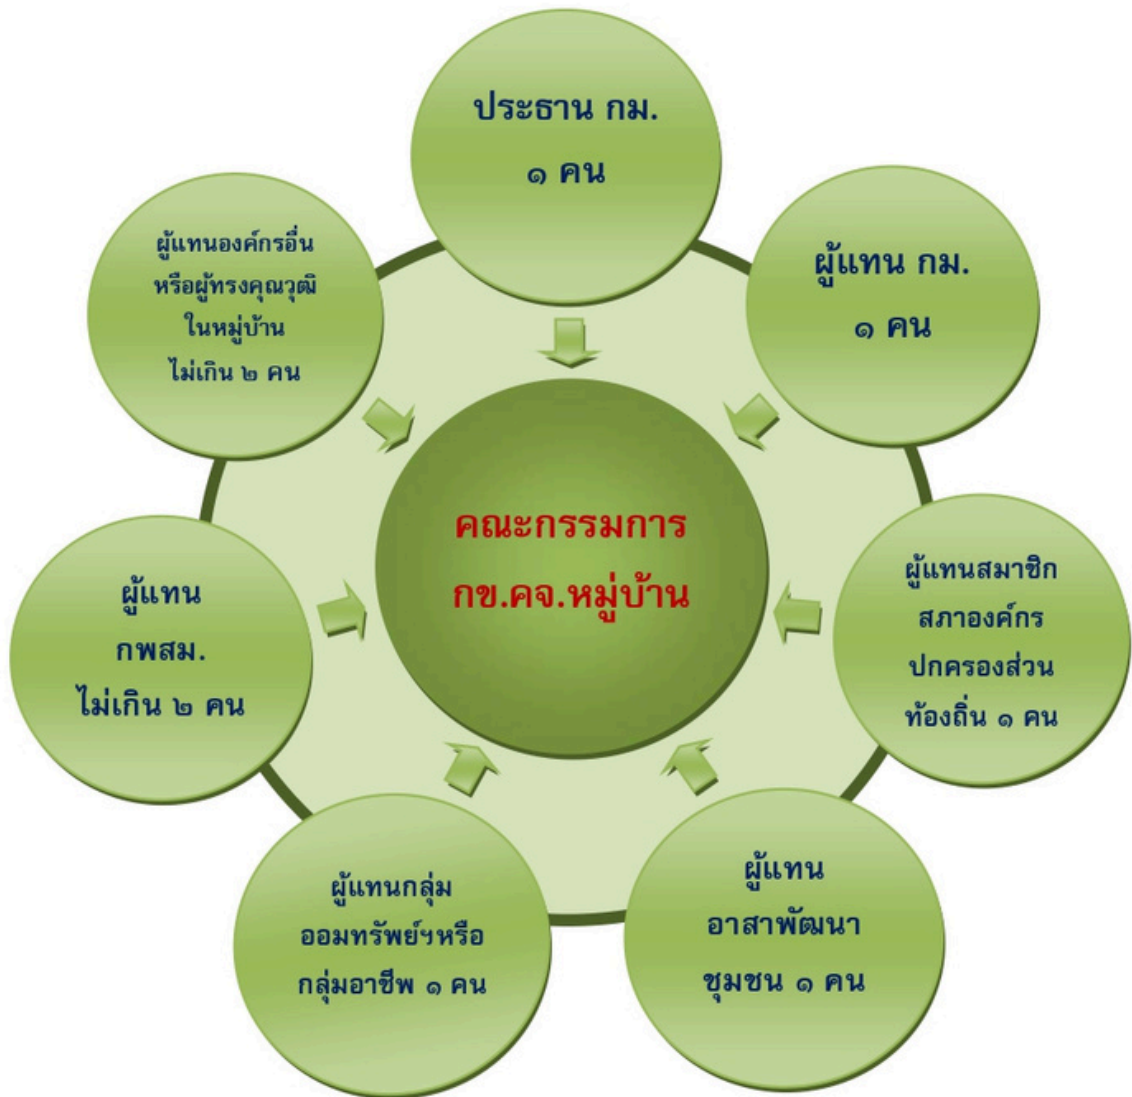 ประธาน กม.
๑ คน
ผู้แทน กม.
๑ คน
ผู้แทนสมาชิก
สภาองค์กร
ปกครองส่วน
ท้องถิ่น ๑ คน
ผู้แทน
อาสาพัฒนา
ชุมชน ๑ คน
ผู้แทนกลุ่ม
ออมทรัพย์ฯหรือ
กลุ่มอาชีพ ๑ คน
ผู้แทน
กพสม.
ไม่เกิน ๒ คน
ผู้แทนองค์กรอื่น
หรือผู้ทรงคุณวุฒิ
ในหมู่บ้าน
ไม่เกิน ๒ คน
คณะกรรมการ
กข.คจ.หมู่บ้าน